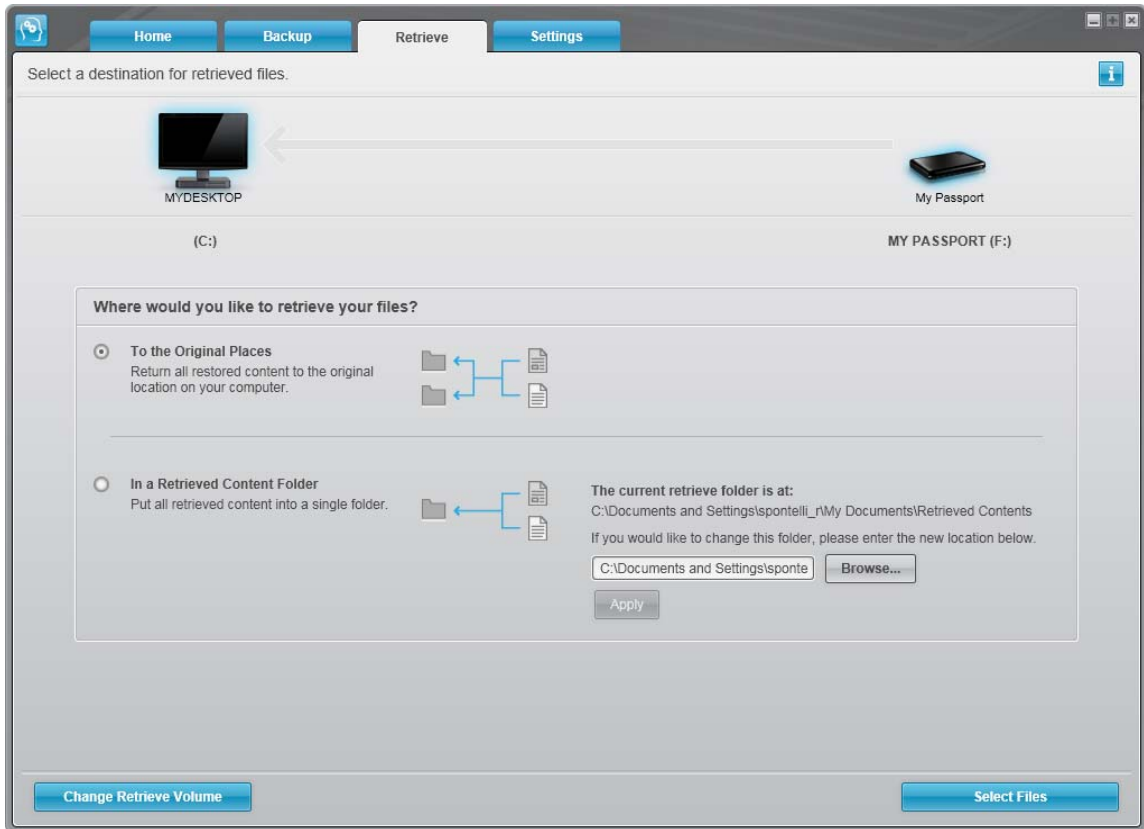 Home Backup Retrieve Settings
Select a destination for retrieved files.
MYDESKTOP
My Passport
(C:)
MY PASSPORT (F:)
Where would you like to retrieve your files?
To the Original Places
Return all restored content to the original
location on your computer.
In a Retrieved Content Folder
Put all retrieved content into a single folder.
The current retrieve folder is at:
C:\Documents and Settings\spontelli_r\My Documents\Retrieved Contents
If you would like to change this folder, please enter the new location below.
C:\Documents and Settings\sponte Browse...
Apply
Change Retrieve Volume Select Files